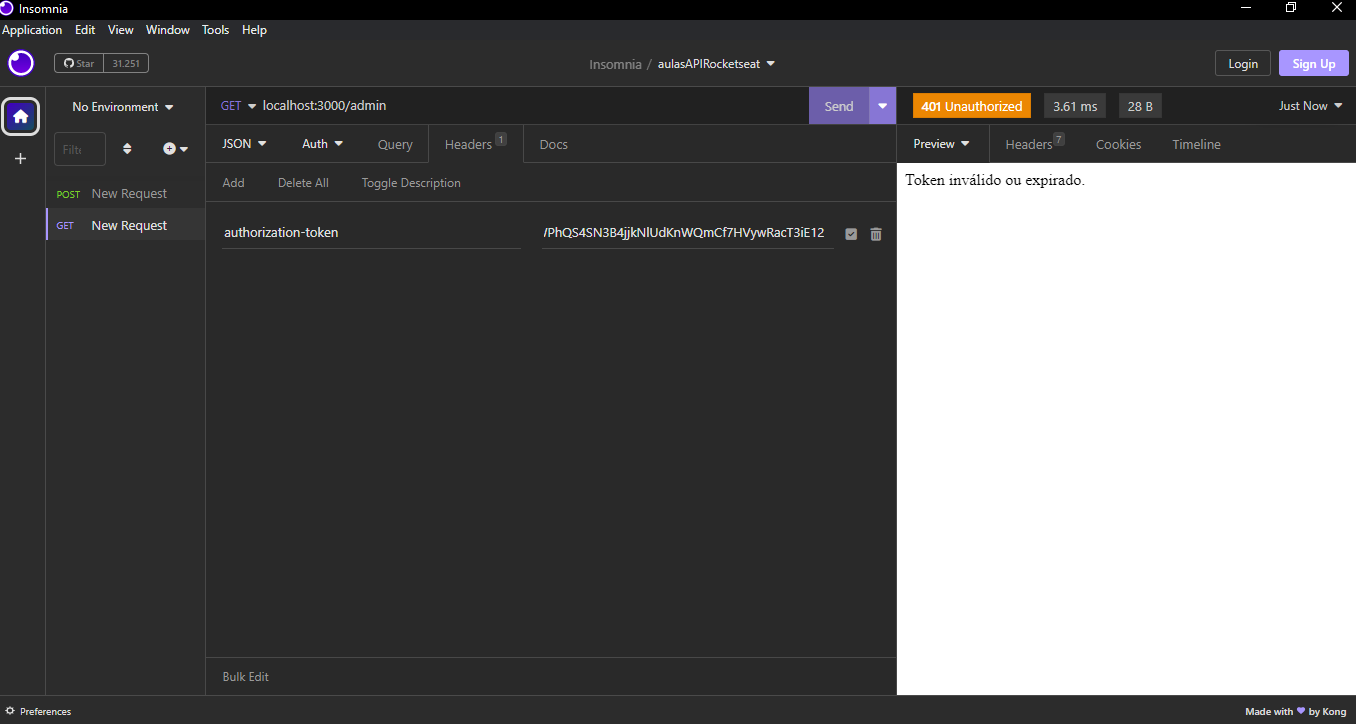 Insomnia
Application Edit View Window Tools Help
Star 31.251
Insomnia / aulasAPIRocketseat
Login Sign Up
No Environment
GET localhost:3000/admin
Send
401 Unauthorized 3.61 ms 28 B
Just Now
JSON Auth Query Headers 1 Docs
Preview Headers 7 Cookies Timeline
Add Delete All Toggle Description
Token inválido ou expirado.
POST New Request
GET New Request
authorization-token
/PhQS4SN3B4jjkNlUdKnWQmCf7HVywRacT3iE12
Bulk Edit
Preferences
Made with by Kong